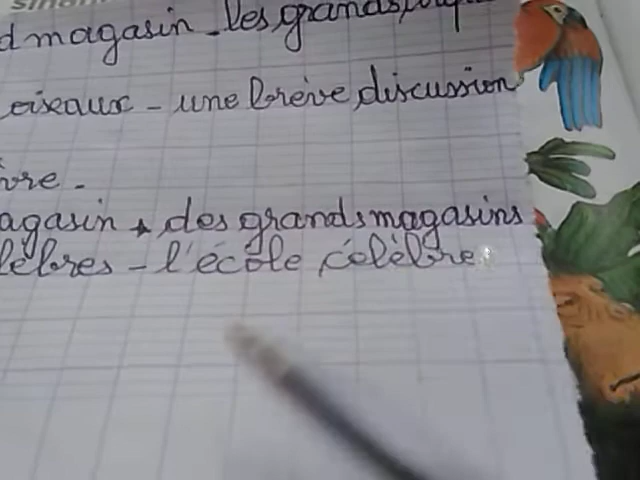 d magasin - les grands
oiseaux - une brève discussion
vre -
agasin → des grands magasins
lèbres - l'école célèbre